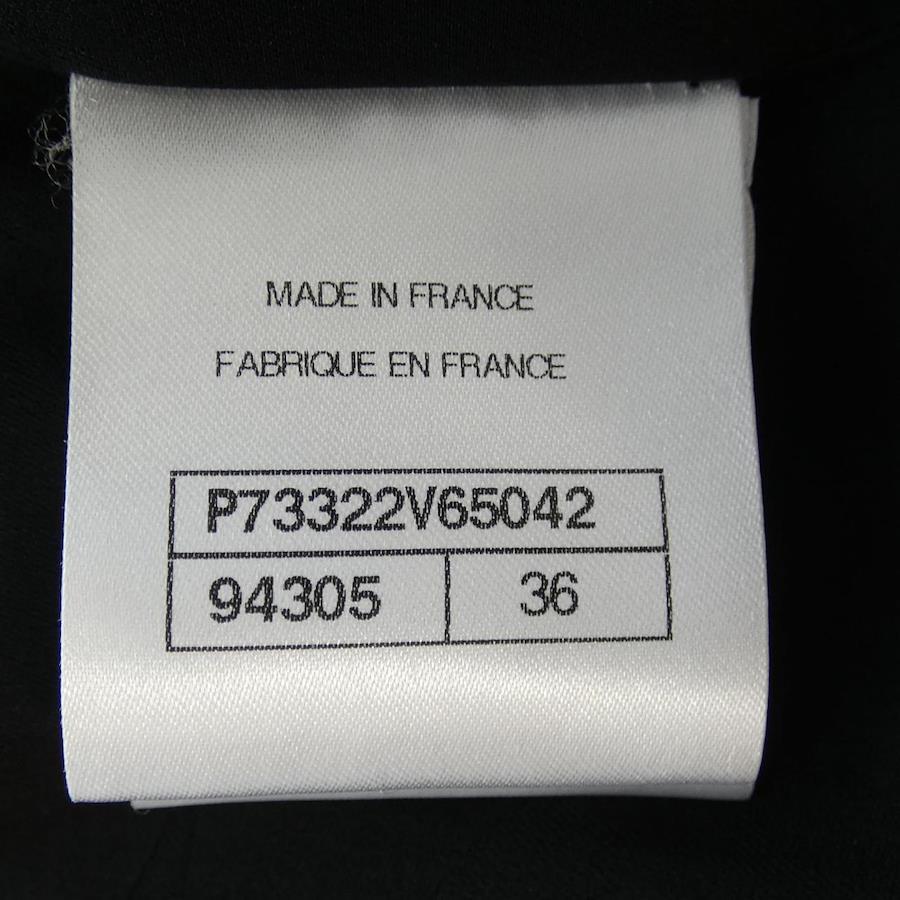 MADE IN FRANCE
FABRIQUE EN FRANCE
P73322V65042
94305 36